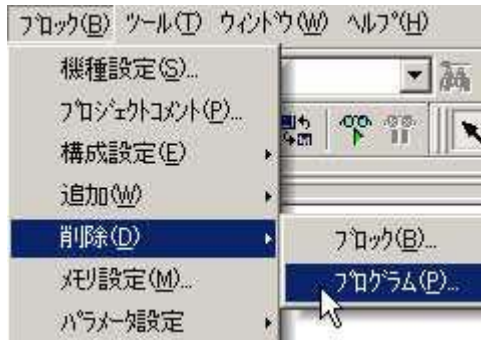 ﾌﾞﾛｯｸ(B) ﾂｰﾙ(T) ｳｨﾝﾄﾞｳ(W) ﾍﾙﾌﾟ(H)
機種設定(S)...
ﾌﾟﾛｼﾞｪｸﾄｺﾒﾝﾄ(P)...
構成設定(E)
追加(W)
削除(D)
ﾌﾞﾛｯｸ(B)...
ﾒﾓﾘ設定(M)...
ﾌﾟﾛｸﾞﾗﾑ(P)...
ﾊﾟﾗﾒｰﾀ設定